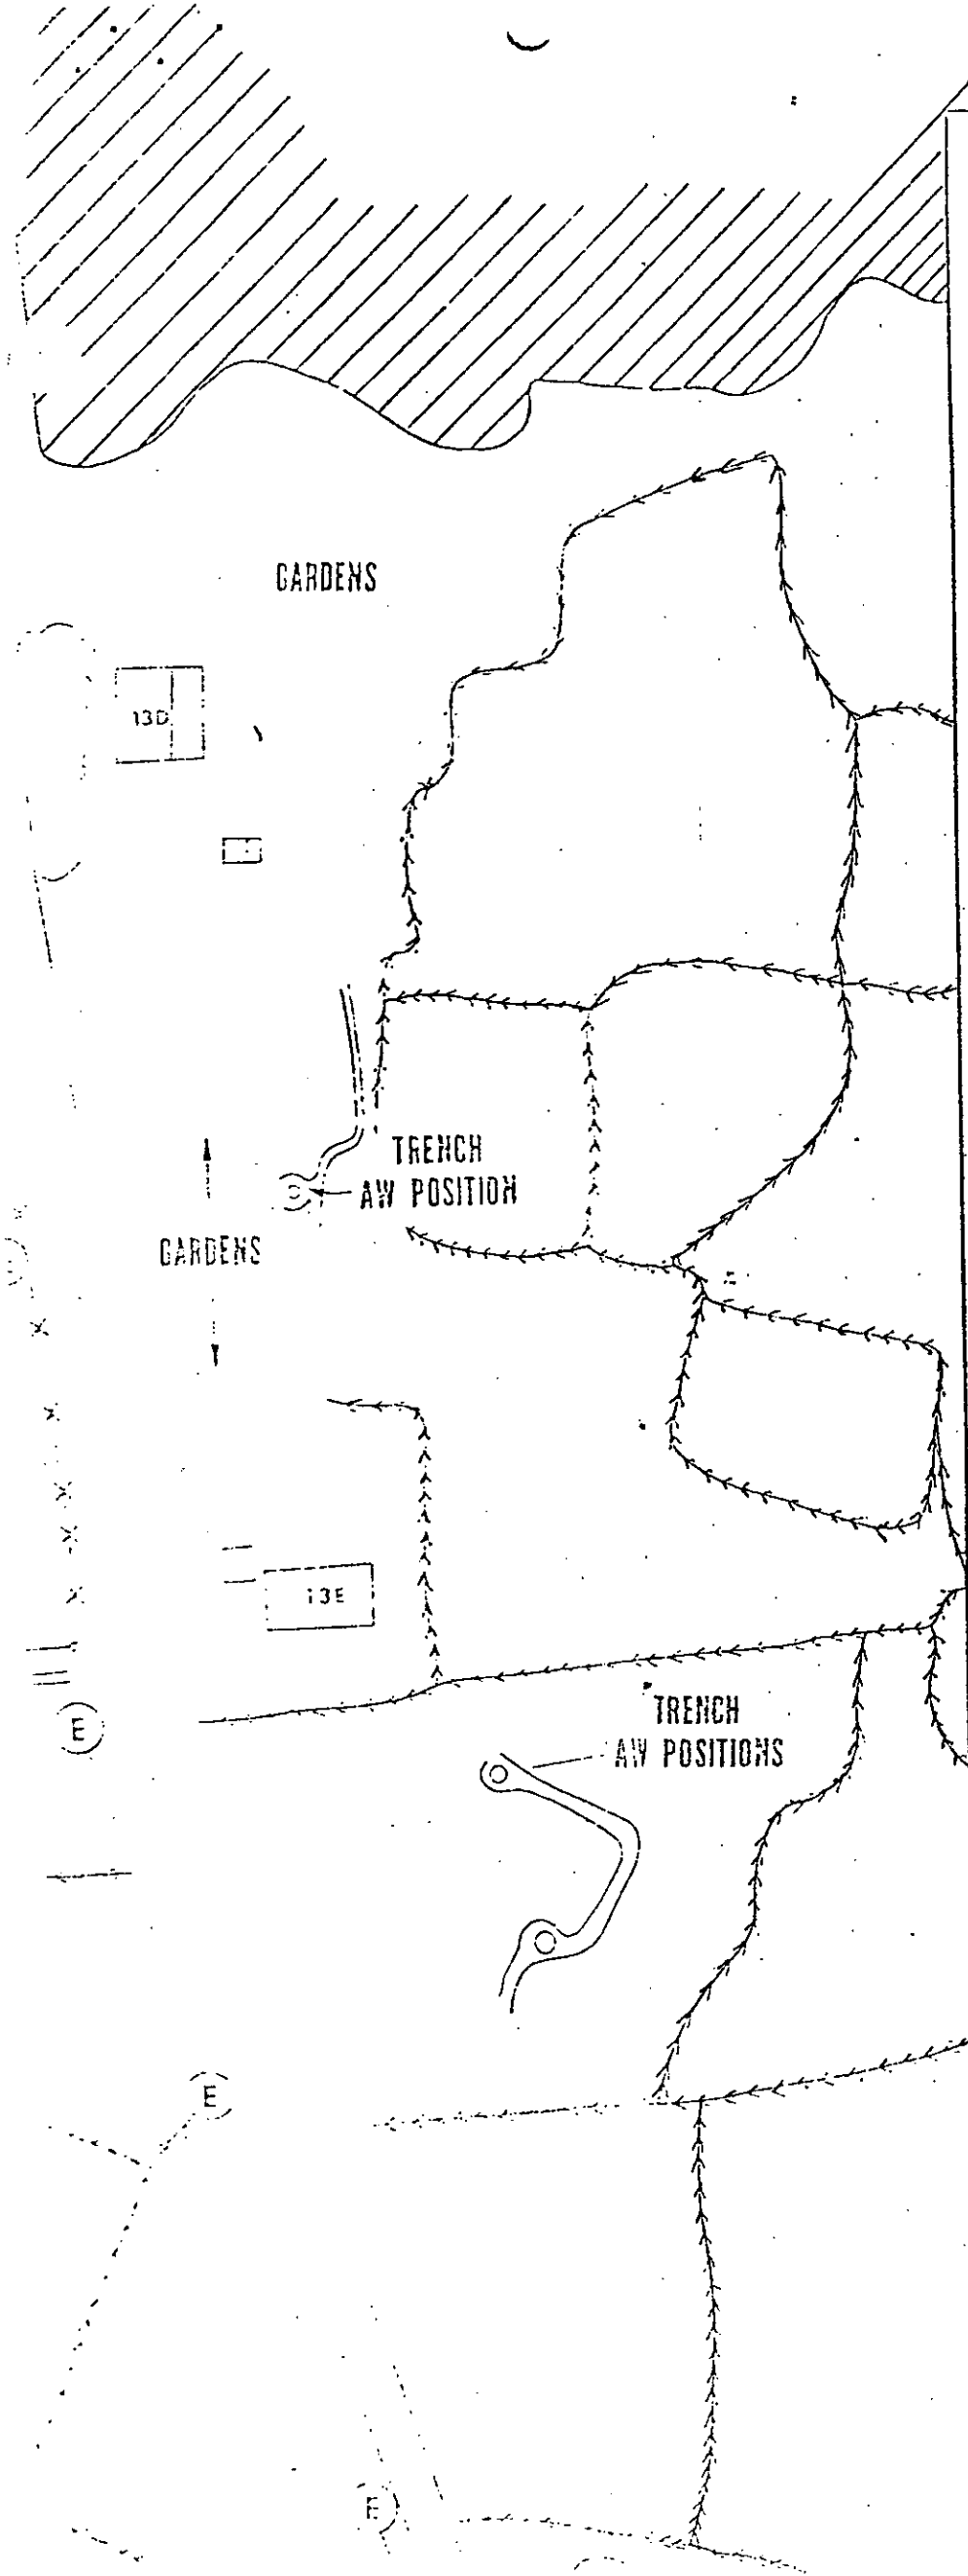 GARDENS
13D
TRENCH
AW POSITION
GARDENS
13E
E
TRENCH
AW POSITIONS
E
E